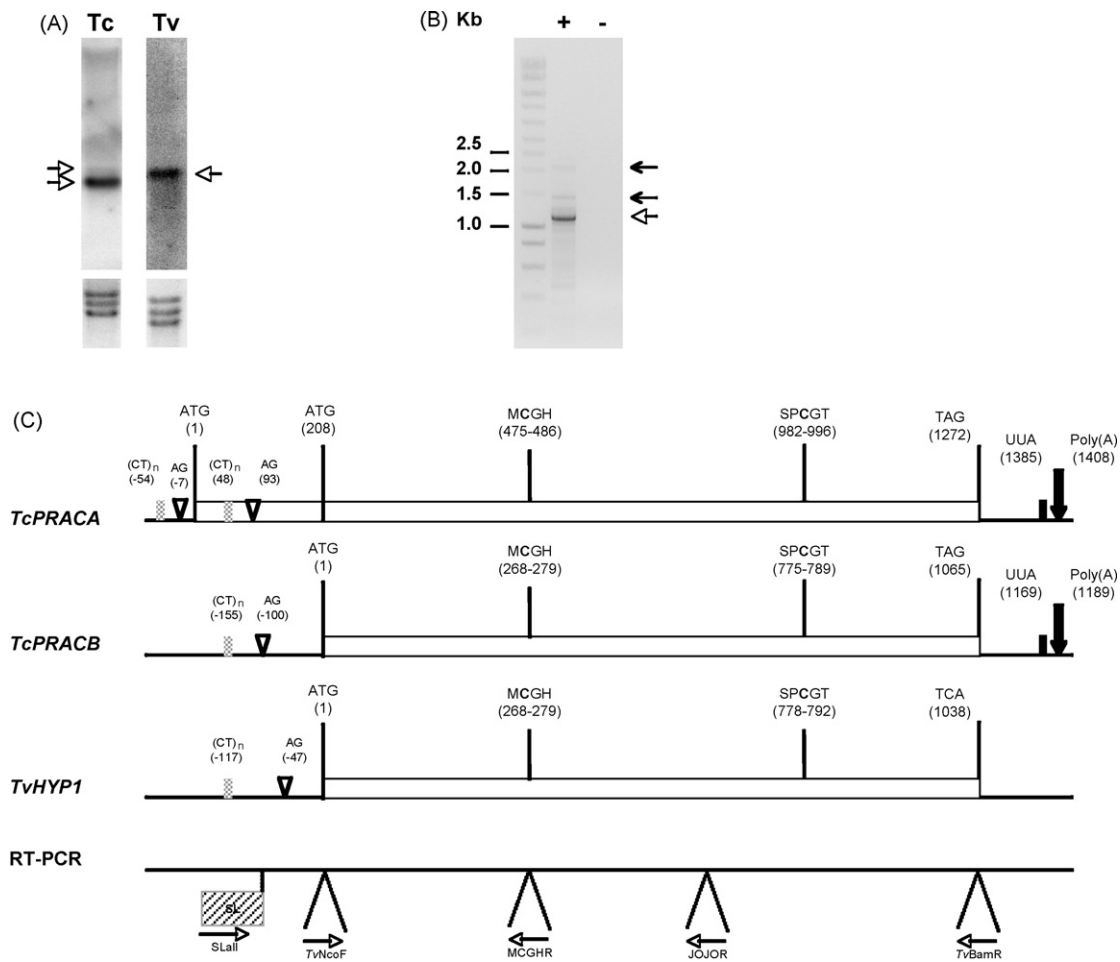 (A) Tc Tv
(B) Kb + -
2.5
2.0
1.5
1.0
(C)
ATG (1) ATG (208) MCGH (475-486) SPCGT (982-996) TAG (1272) UUA (1385) Poly(A) (1408)
(CT)n (-54) AG (-7) (CT)n (48) AG (93)
TcPRACA
ATG (1) MCGH (268-279) SPCGT (775-789) TAG (1065) UUA (1169) Poly(A) (1189)
(CT)n (-155) AG (-100)
TcPRACB
ATG (1) MCGH (268-279) SPCGT (778-792) TCA (1038)
(CT)n (-117) AG (-47)
TvHYP1
RT-PCR
SL
SLaII TvNcoF MCGHR JOJOR TvBamR